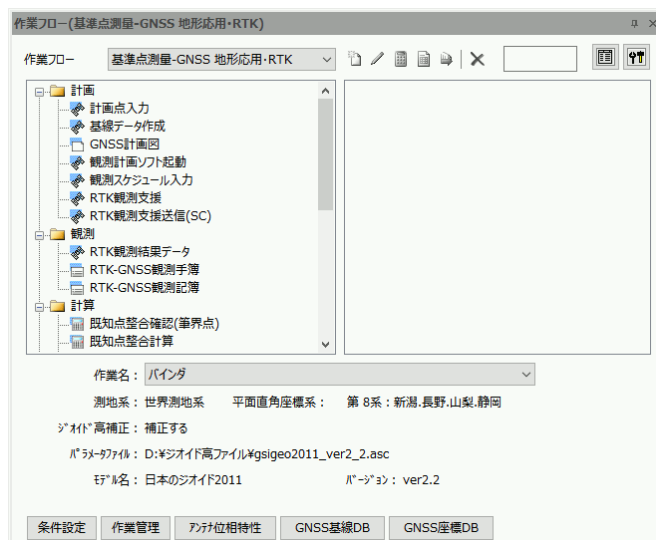 作業フロー(基準点測量-GNSS 地形応用･RTK)
作業フロー 基準点測量-GNSS 地形応用･RTK
計画
計画点入力
基線データ作成
GNSS計画図
観測計画ソフト起動
観測スケジュール入力
RTK観測支援
RTK観測支援送信(SC)
観測
RTK観測結果データ
RTK-GNSS観測手簿
RTK-GNSS観測記簿
計算
既知点整合確認(筆界点)
既知点整合計算
作業名： バインダ
測地系： 世界測地系 平面直角座標系： 第 8系：新潟.長野.山梨.静岡
ｼﾞｵｲﾄﾞ高補正： 補正する
ﾊﾟﾗﾒｰﾀﾌｧｲﾙ： D:¥ジオイド高ファイル¥gsigeo2011_ver2_2.asc
ﾓﾃﾞﾙ名： 日本のジオイド2011 ﾊﾞｰｼﾞｮﾝ： ver2.2
条件設定 作業管理 ｱﾝﾃﾅ位相特性 GNSS基線DB GNSS座標DB